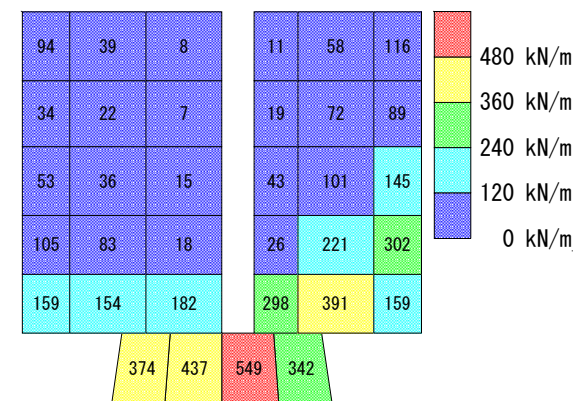 94 39 8 11 58 116
480 kN/m
34 22 7 19 72 89
360 kN/m
240 kN/m
53 36 15 43 101 145
120 kN/m
105 83 18 26 221 302
0 kN/m
159 154 182 298 391 159
374 437 549 342